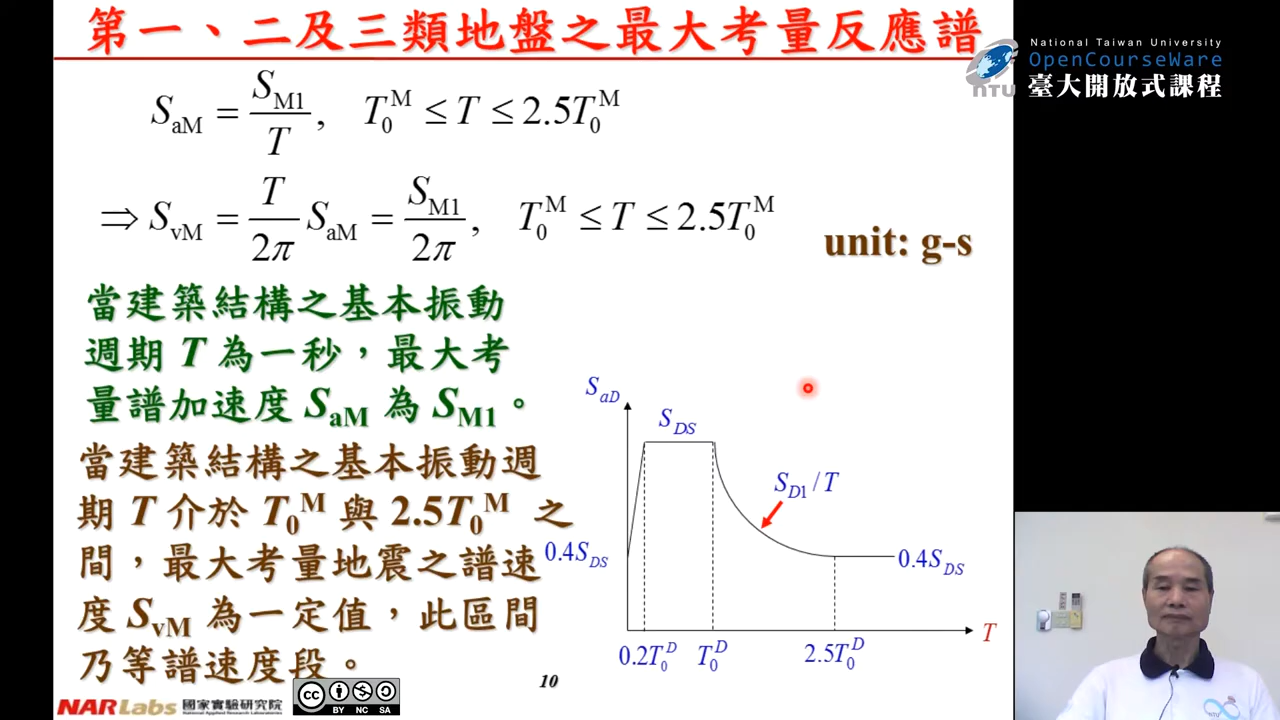 第一、二及三類地盤之最大考量反應譜
National Taiwan University
OpenCourseWare
臺大開放式課程
NTU
S_aM = S_M1 / T, T_0^M ≤ T ≤ 2.5T_0^M
⇒ S_vM = T / 2π S_aM = S_M1 / 2π, T_0^M ≤ T ≤ 2.5T_0^M
unit: g-s
當建築結構之基本振動
週期 T 為一秒，最大考
量譜加速度 S_aM 為 S_M1。
當建築結構之基本振動週
期 T 介於 T_0^M 與 2.5T_0^M 之
間，最大考量地震之譜速
度 S_vM 為一定值，此區間
乃等譜速度段。
S_aD
S_DS
S_D1 / T
0.4S_DS
0.4S_DS
T
0.2T_0^D
T_0^D
2.5T_0^D
10
NARLabs 國家實驗研究院
National Applied Research Laboratories
cc
BY NC SA